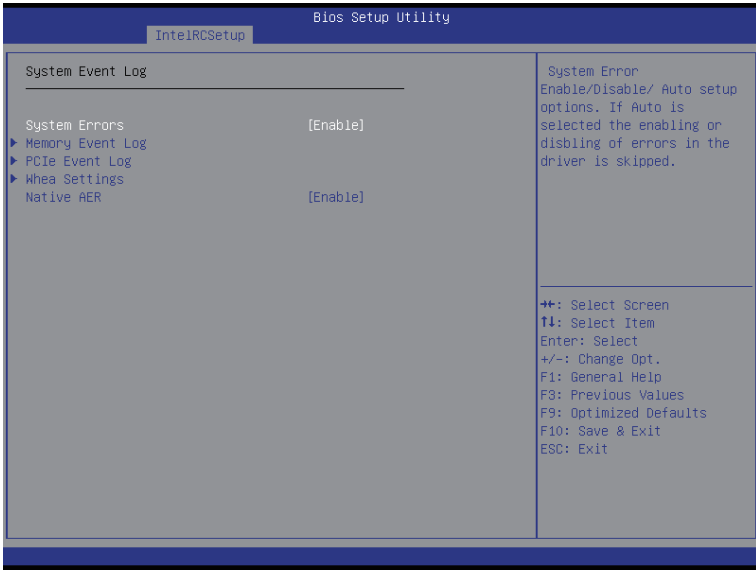 Bios Setup Utility
IntelRCSetup
System Event Log
System Errors [Enable]
Memory Event Log
PCIe Event Log
Whea Settings
Native AER [Enable]
System Error
Enable/Disable/ Auto setup
options. If Auto is
selected the enabling or
disbling of errors in the
driver is skipped.
→←: Select Screen
↑↓: Select Item
Enter: Select
+/-: Change Opt.
F1: General Help
F3: Previous Values
F9: Optimized Defaults
F10: Save & Exit
ESC: Exit